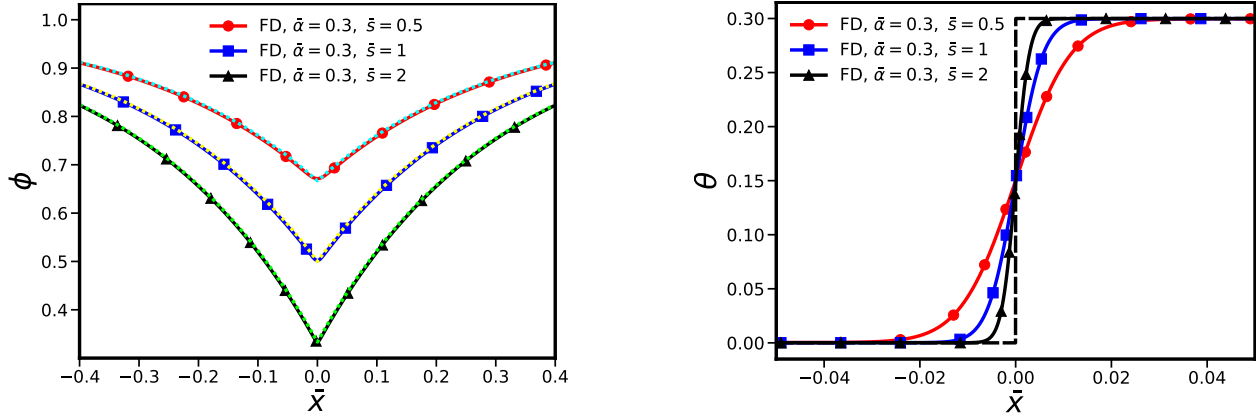 FD, ᾱ = 0.3, s̄ = 0.5
FD, ᾱ = 0.3, s̄ = 1
FD, ᾱ = 0.3, s̄ = 2
1.0
0.9
0.8
0.7
0.6
0.5
0.4
ϕ
−0.4 −0.3 −0.2 −0.1 0.0 0.1 0.2 0.3 0.4
x̄
FD, ᾱ = 0.3, s̄ = 0.5
FD, ᾱ = 0.3, s̄ = 1
FD, ᾱ = 0.3, s̄ = 2
0.30
0.25
0.20
0.15
0.10
0.05
0.00
θ
−0.04 −0.02 0.00 0.02 0.04
x̄